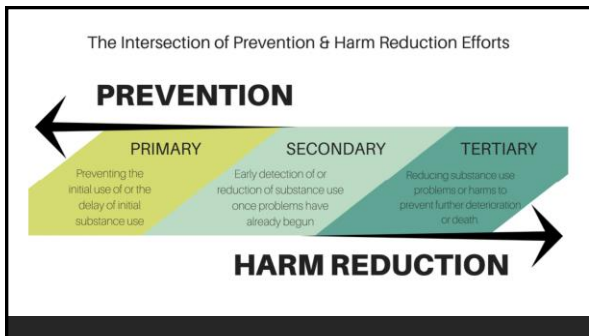 The Intersection of Prevention & Harm Reduction Efforts
PREVENTION
PRIMARY
Preventing the
initial use of or the
delay of initial
substance use
SECONDARY
Early detection of or
reduction of substance use
once problems have
already begun
TERTIARY
Reducing substance use
problems or harms to
prevent further deterioration
or death.
HARM REDUCTION